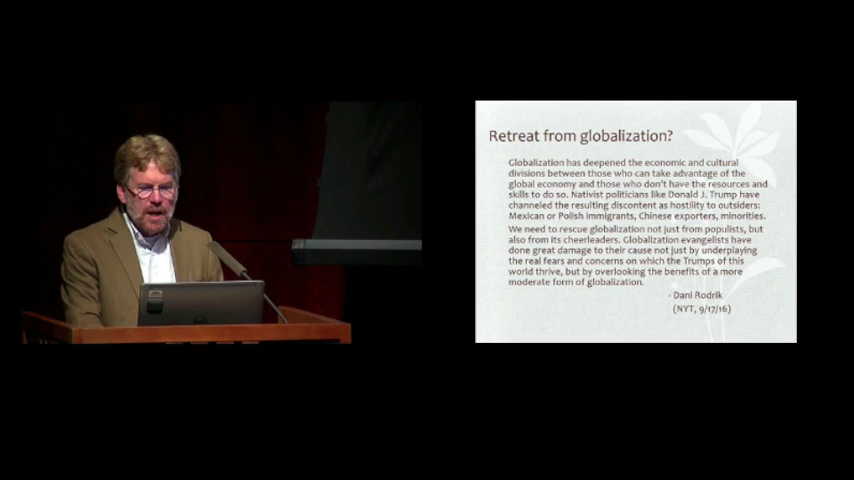 Retreat from globalization?
Globalization has deepened the economic and cultural
divisions between those who can take advantage of the
global economy and those who don't have the resources and
skills to do so. Nativist politicians like Donald J. Trump have
channeled the resulting discontent as hostility to outsiders:
Mexican or Polish immigrants, Chinese exporters, minorities.
We need to rescue globalization not just from populists, but
also from its cheerleaders. Globalization evangelists have
done great damage to their cause not just by underplaying
the real fears and concerns on which the Trumps of this
world thrive, but by overlooking the benefits of a more
moderate form of globalization.
- Dani Rodrik
(NYT, 9/17/16)